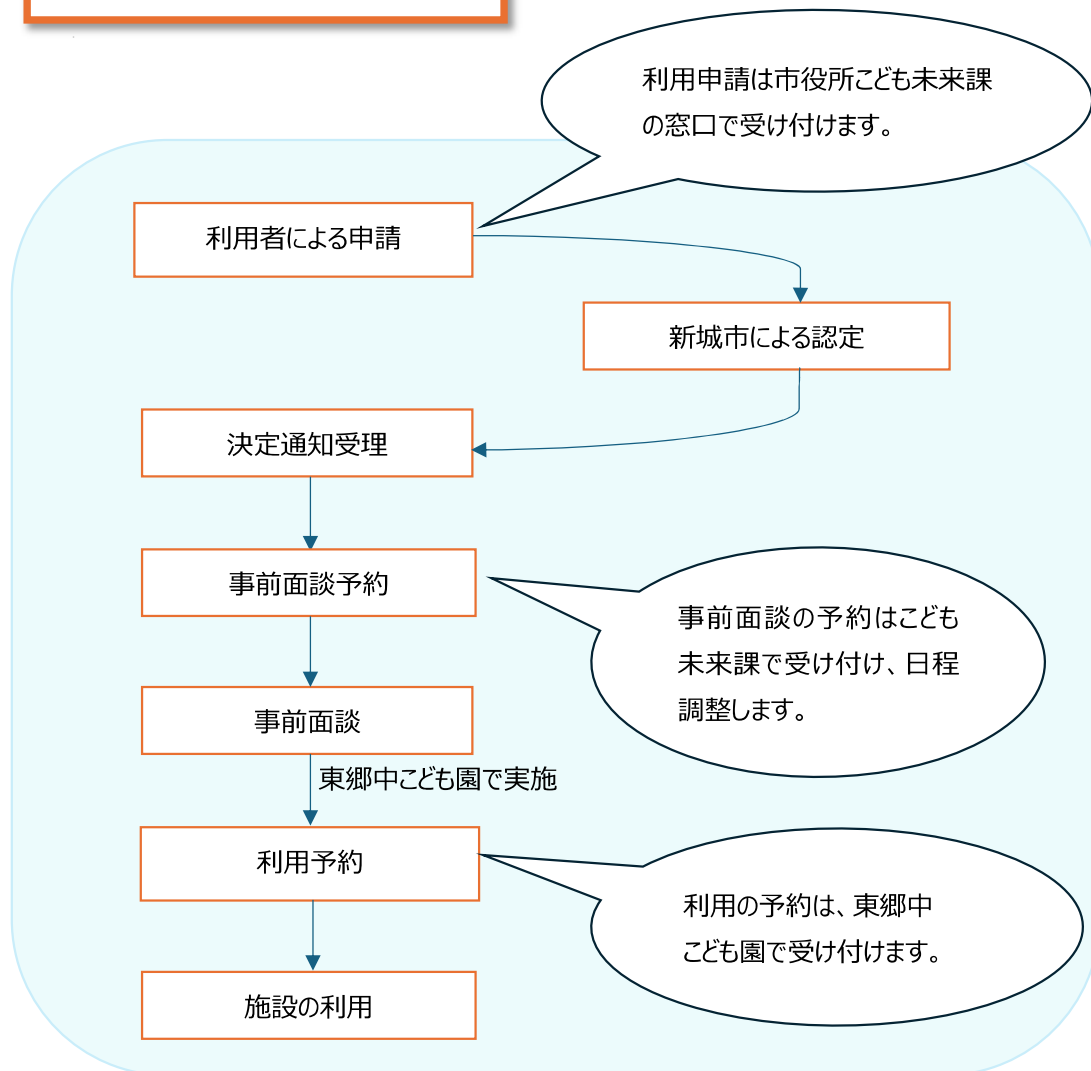 利用申請は市役所こども未来課
の窓口で受け付けます。
利用者による申請
新城市による認定
決定通知受理
事前面談予約
事前面談の予約はこども
未来課で受け付け、日程
調整します。
事前面談
東郷中こども園で実施
利用予約
利用の予約は、東郷中
こども園で受け付けます。
施設の利用